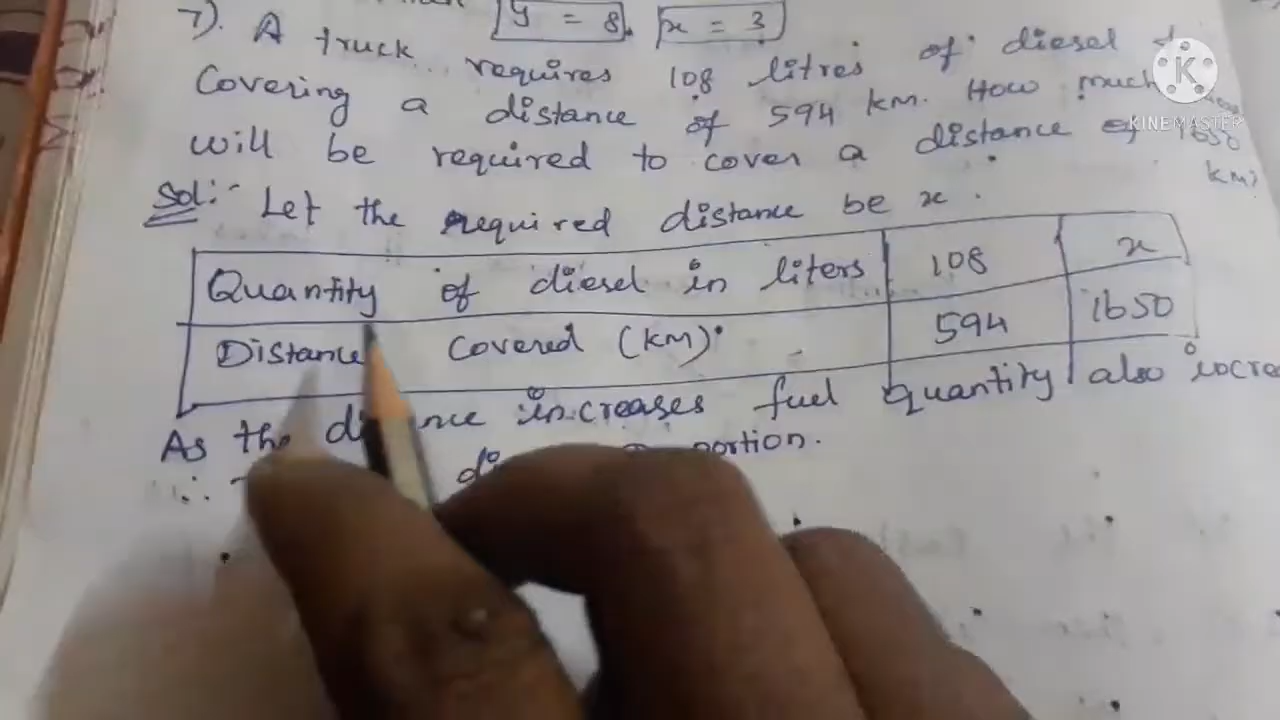 y = 8. x = 3
7). A truck requires 108 litres of diesel
Covering a distance of 594 km. How much
will be required to cover a distance of 1650
km)
Sol:- Let the required distance be x.
Quantity of diesel in liters 108 x
Distance Covered (km) 594 1650
As the increases fuel quantity also
KINEMASTER